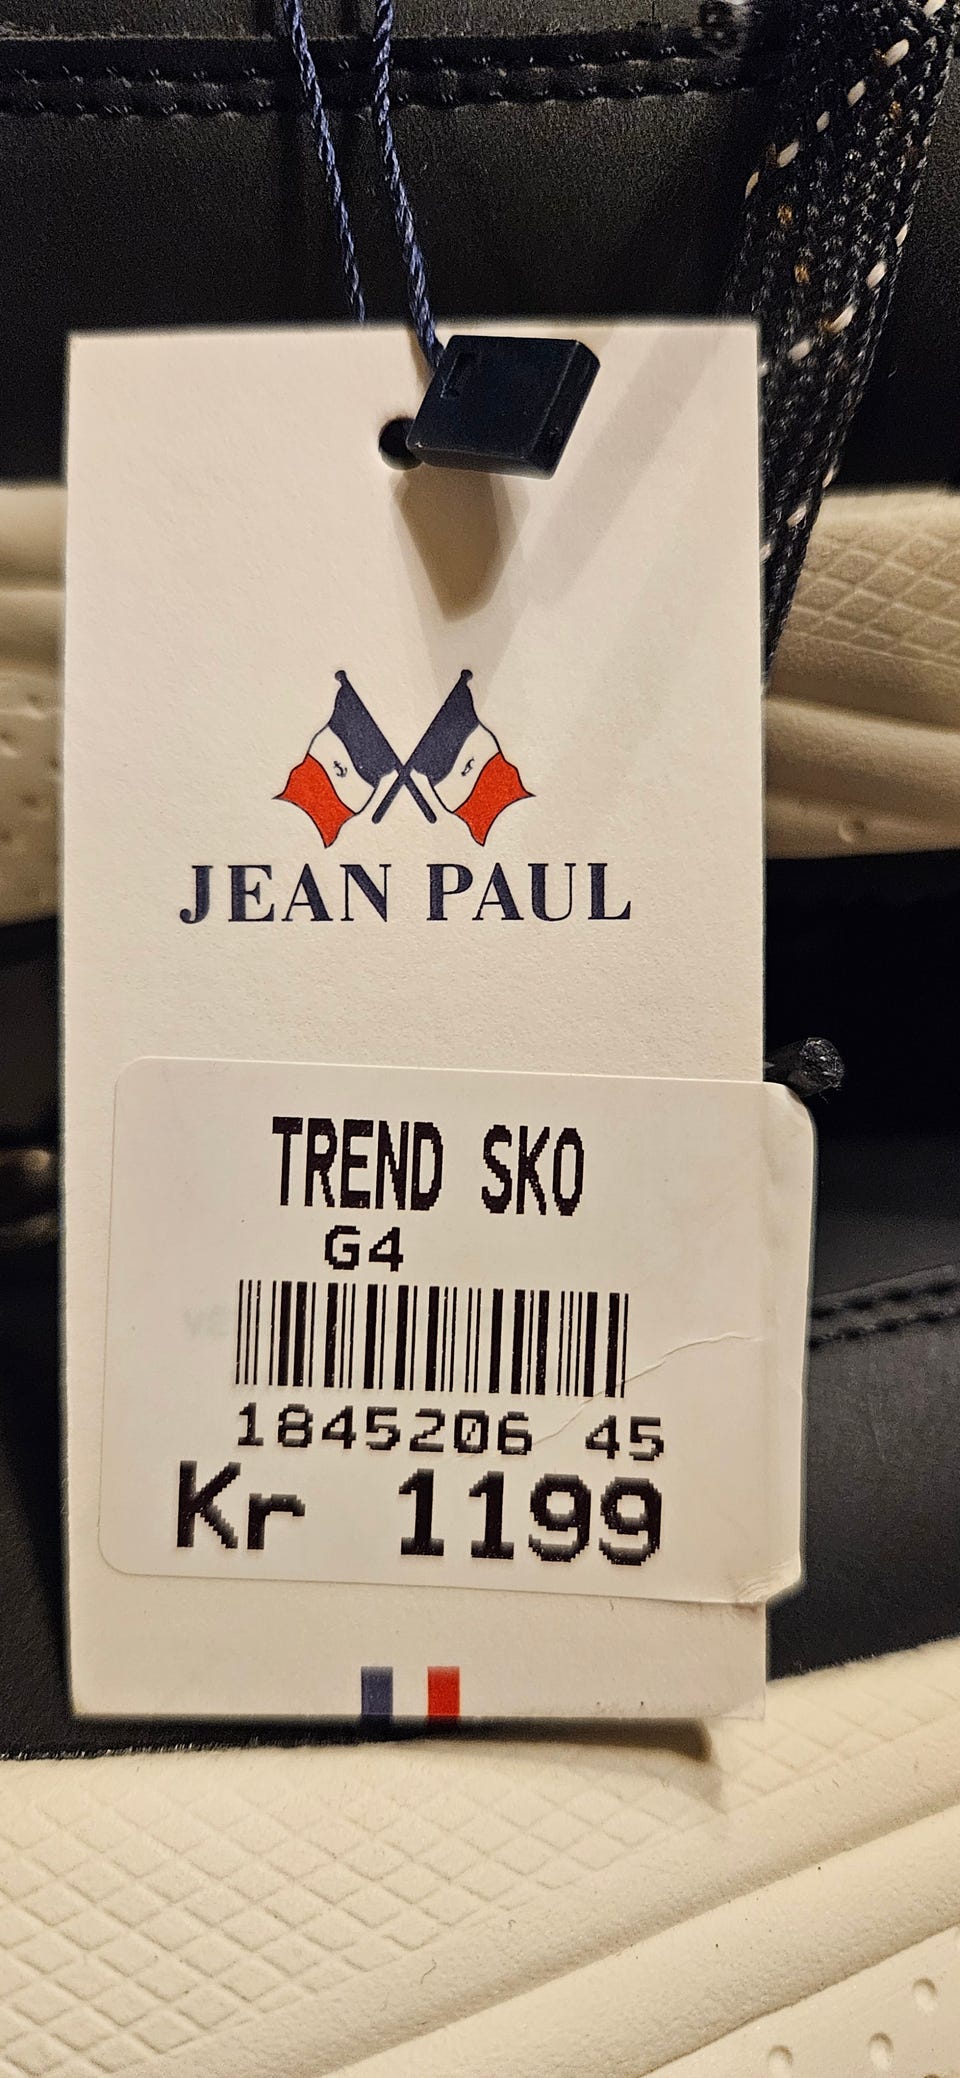 JEAN PAUL
TREND SKO
G4
1845206 45
Kr 1199